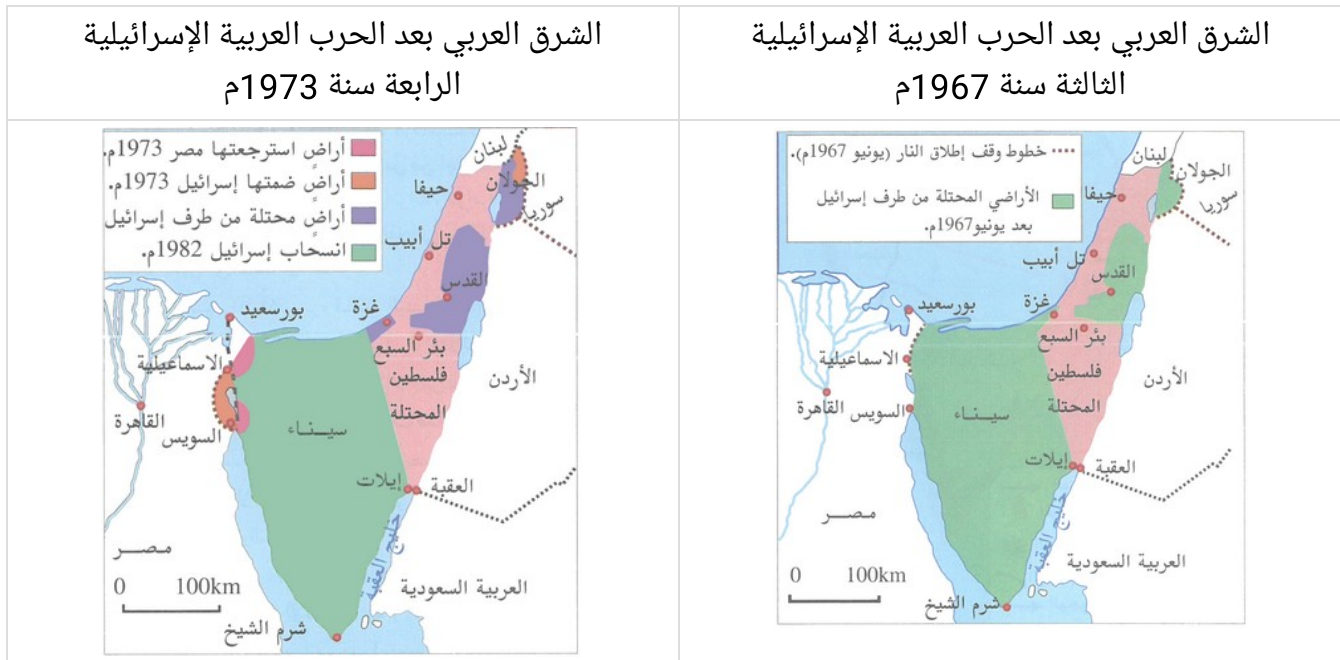 الشرق العربي بعد الحرب العربية الإسرائيلية
الثالثة سنة 1967م
الشرق العربي بعد الحرب العربية الإسرائيلية
الرابعة سنة 1973م
خطوط وقف إطلاق النار (يونيو 1967م).
الأراضي المحتلة من طرف إسرائيل
بعد يونيو1967م.
لبنان
الجولان
سوريا
حيفا
تل أبيب
القدس
غزة
بورسعيد
بئر السبع
الاسماعيلية
فلسطين
الأردن
المحتلة
سيــناء
السويس
القاهرة
إيلات
العقبة
خليج العقبة
مـصــر
العربية السعودية
0 100km
شرم الشيخ
أراضٍ استرجعتها مصر 1973م.
أراضٍ ضمتها إسرائيل 1973م.
أراضٍ محتلة من طرف إسرائيل
انسحاب إسرائيل 1982م.
لبنان
الجولان
سوريا
حيفا
تل أبيب
القدس
غزة
بورسعيد
بئر السبع
الاسماعيلية
فلسطين
الأردن
المحتلة
سيــناء
السويس
القاهرة
إيلات
العقبة
خليج العقبة
مـصــر
العربية السعودية
0 100km
شرم الشيخ